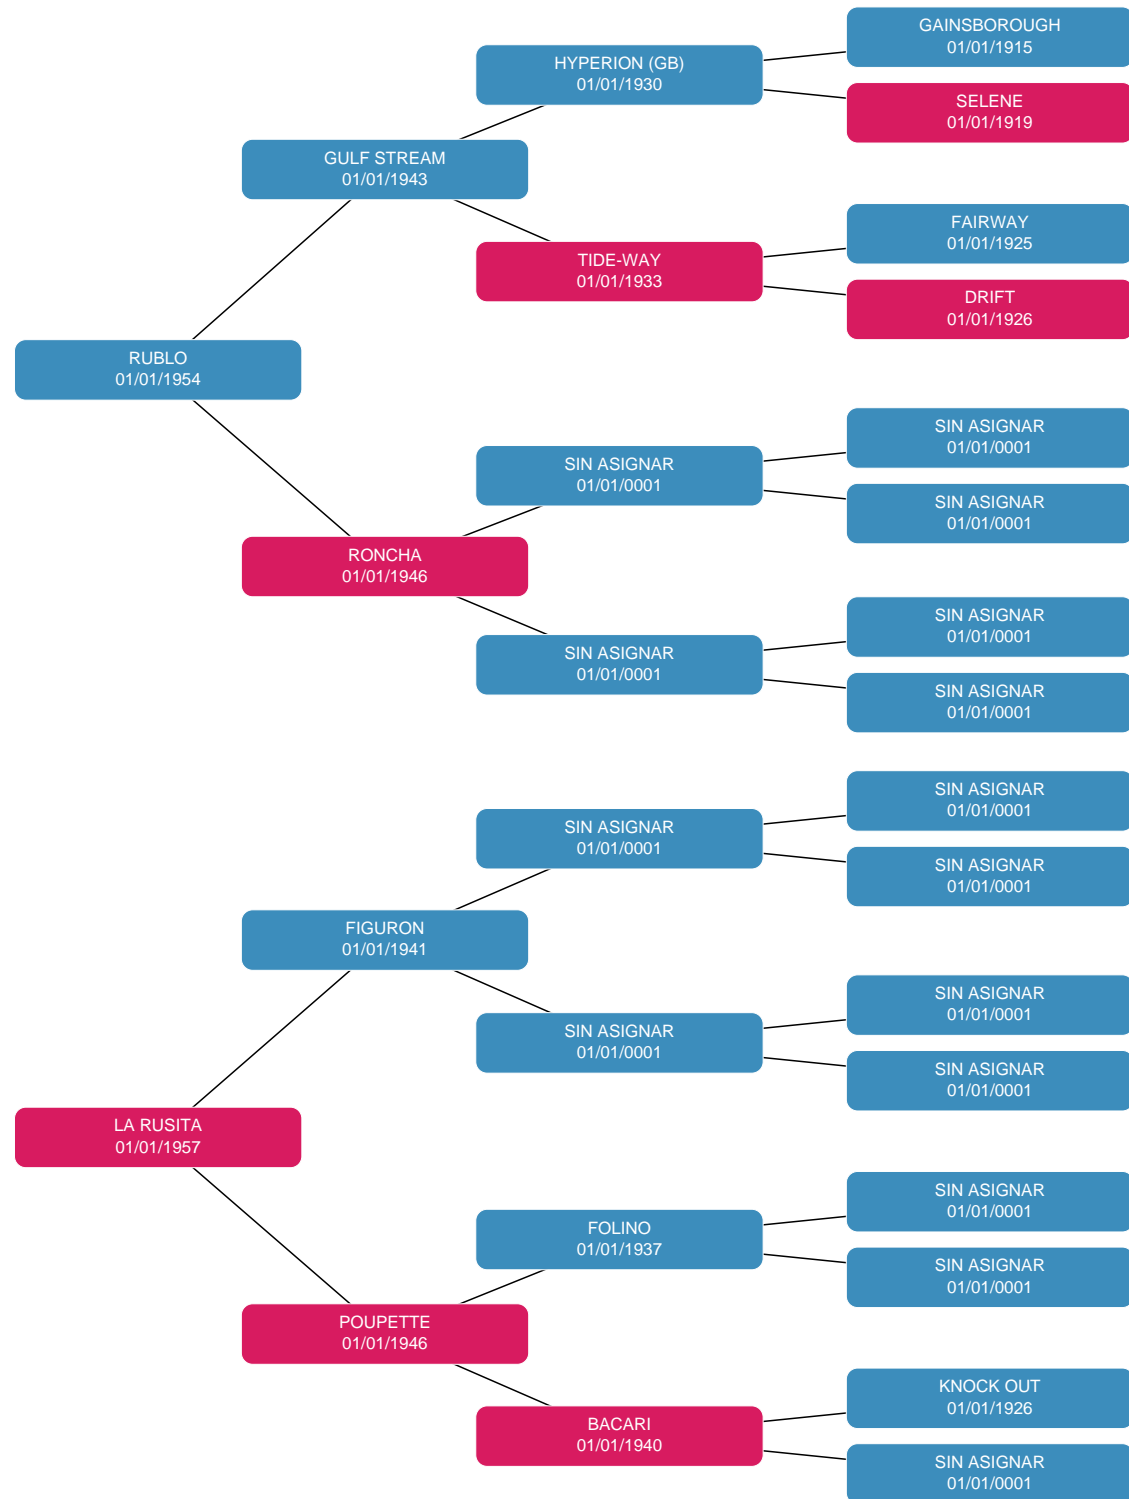 GAINSBOROUGH
01/01/1915
HYPERION (GB)
01/01/1930
SELENE
01/01/1919
GULF STREAM
01/01/1943
FAIRWAY
01/01/1925
TIDE-WAY
01/01/1933
DRIFT
01/01/1926
RUBLO
01/01/1954
SIN ASIGNAR
01/01/0001
SIN ASIGNAR
01/01/0001
SIN ASIGNAR
01/01/0001
RONCHA
01/01/1946
SIN ASIGNAR
01/01/0001
SIN ASIGNAR
01/01/0001
SIN ASIGNAR
01/01/0001
SIN ASIGNAR
01/01/0001
SIN ASIGNAR
01/01/0001
SIN ASIGNAR
01/01/0001
FIGURON
01/01/1941
SIN ASIGNAR
01/01/0001
SIN ASIGNAR
01/01/0001
SIN ASIGNAR
01/01/0001
LA RUSITA
01/01/1957
SIN ASIGNAR
01/01/0001
FOLINO
01/01/1937
SIN ASIGNAR
01/01/0001
POUPETTE
01/01/1946
KNOCK OUT
01/01/1926
BACARI
01/01/1940
SIN ASIGNAR
01/01/0001